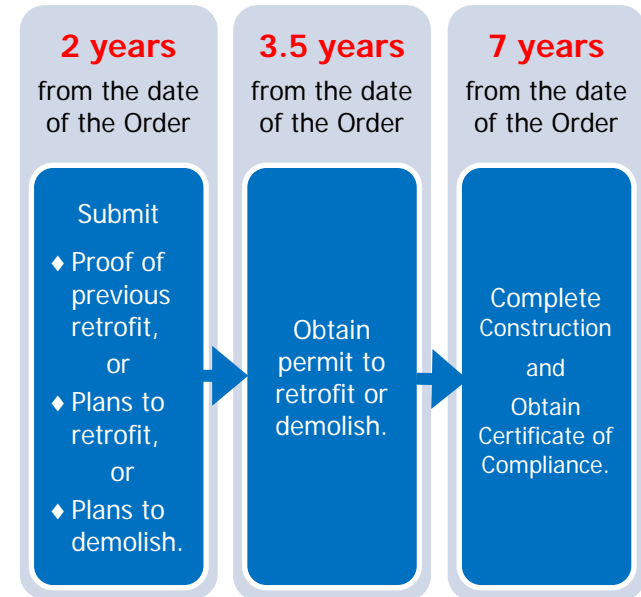 2 years
from the date
of the Order
Submit
♦ Proof of
previous
retrofit,
or
♦ Plans to
retrofit,
or
♦ Plans to
demolish.
3.5 years
from the date
of the Order
Obtain
permit to
retrofit or
demolish.
7 years
from the date
of the Order
Complete
Construction
and
Obtain
Certificate of
Compliance.